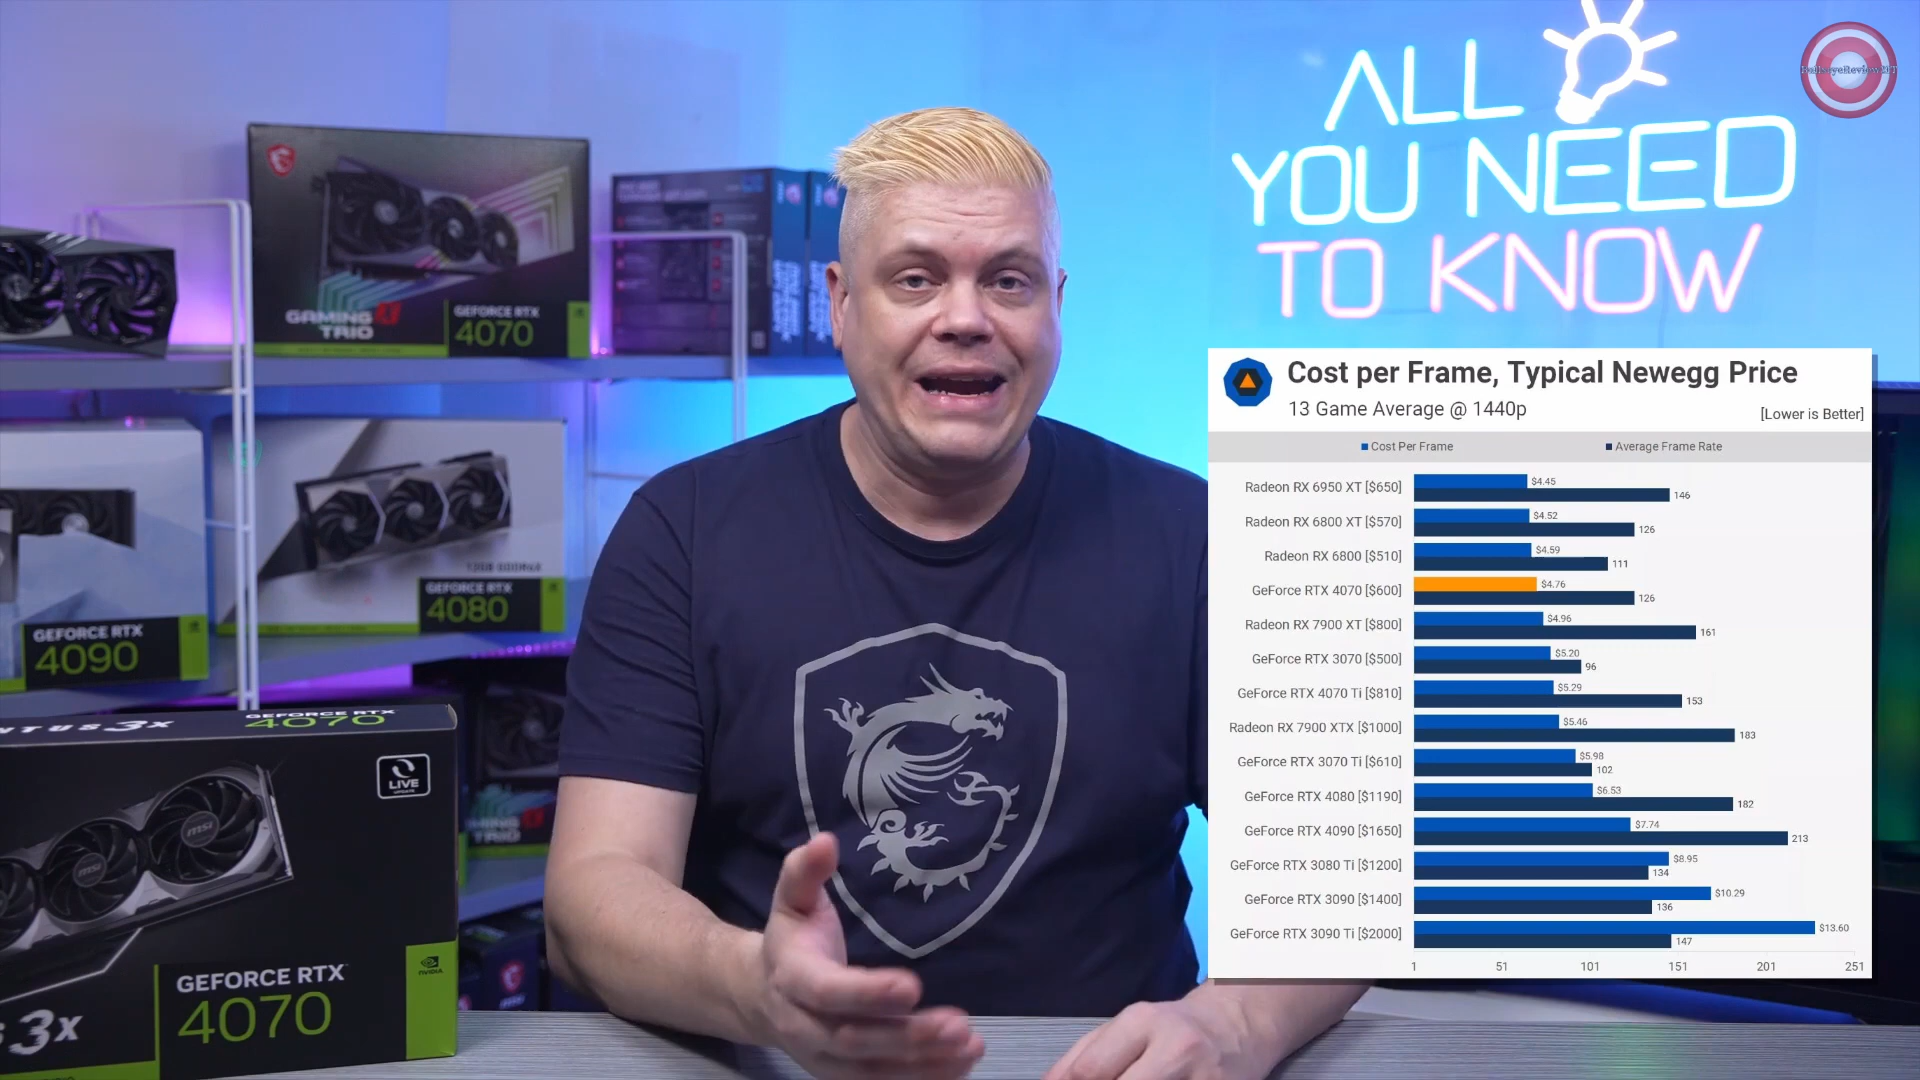 ALL
YOU NEED
TO KNOW
GAMING
TRIO
GEFORCE RTX
4070
GEFORCE RTX
4080
GEFORCE RTX
4090
GEFORCE RTX
4070
LIVE
UPDATE
msi
msi
GEFORCE RTX
4070
NVIDIA
3x
Cost per Frame, Typical Newegg Price
13 Game Average @ 1440p
[Lower is Better]
Cost Per Frame
Average Frame Rate
Radeon RX 6950 XT [$650] $4.45 146
Radeon RX 6800 XT [$570] $4.52 126
Radeon RX 6800 [$510] $4.59 111
GeForce RTX 4070 [$600] $4.76 126
Radeon RX 7900 XT [$800] $4.96 161
GeForce RTX 3070 [$500] $5.20 96
GeForce RTX 4070 Ti [$810] $5.29 153
Radeon RX 7900 XTX [$1000] $5.46 183
GeForce RTX 3070 Ti [$610] $5.98 102
GeForce RTX 4080 [$1190] $6.53 182
GeForce RTX 4090 [$1650] $7.74 213
GeForce RTX 3080 Ti [$1200] $8.95 134
GeForce RTX 3090 [$1400] $10.29 136
GeForce RTX 3090 Ti [$2000] $13.60 147
1 51 101 151 201 251